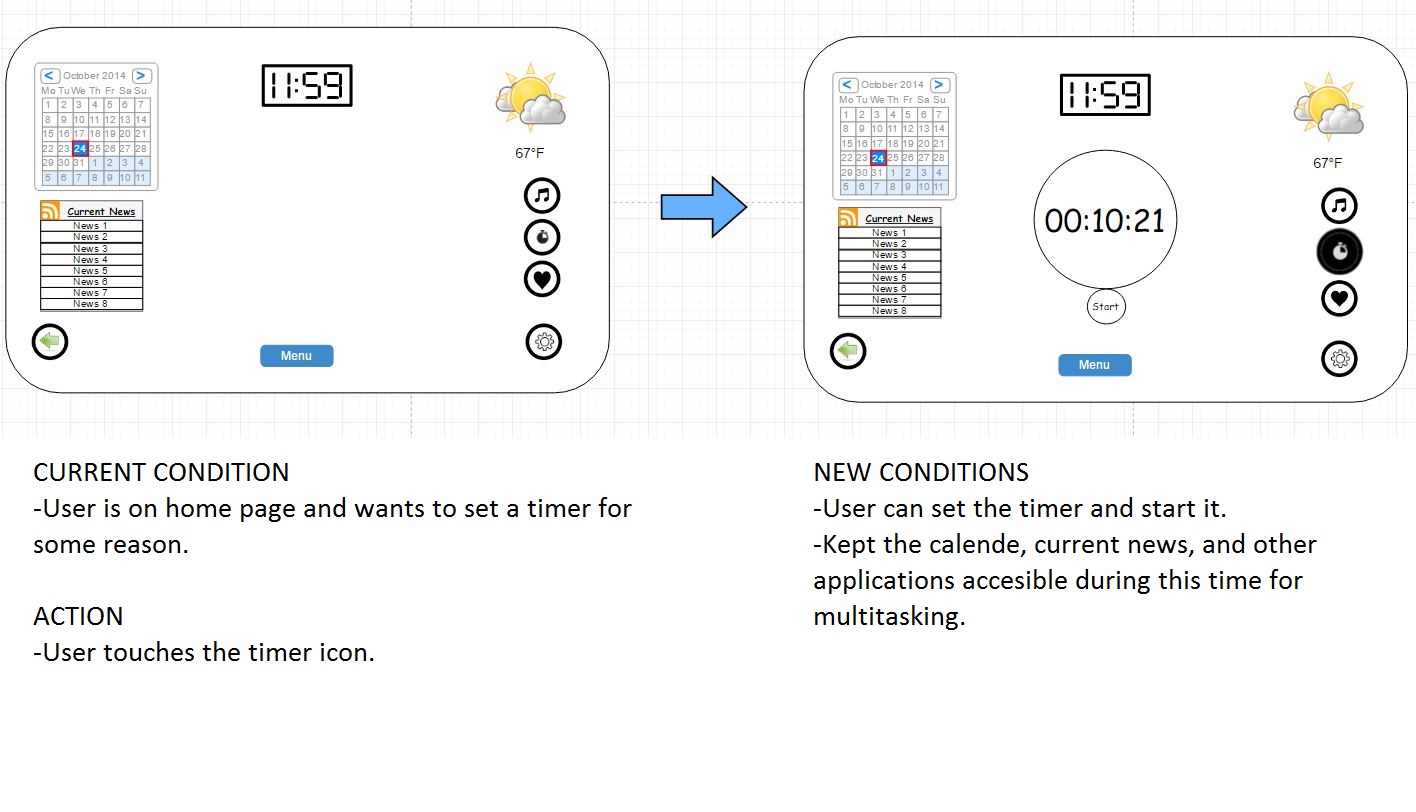 < October 2014 >
Mo Tu We Th Fr Sa Su
1 2 3 4 5 6 7
8 9 10 11 12 13 14
15 16 17 18 19 20 21
22 23 24 25 26 27 28
29 30 31 1 2 3 4
5 6 7 8 9 10 11
11:59
67°F
Current News
News 1
News 2
News 3
News 4
News 5
News 6
News 7
News 8
Menu
< October 2014 >
Mo Tu We Th Fr Sa Su
1 2 3 4 5 6 7
8 9 10 11 12 13 14
15 16 17 18 19 20 21
22 23 24 25 26 27 28
29 30 31 1 2 3 4
5 6 7 8 9 10 11
11:59
67°F
Current News
News 1
News 2
News 3
News 4
News 5
News 6
News 7
News 8
00:10:21
Start
Menu
CURRENT CONDITION
-User is on home page and wants to set a timer for
some reason.
ACTION
-User touches the timer icon.
NEW CONDITIONS
-User can set the timer and start it.
-Kept the calende, current news, and other
applications accesible during this time for
multitasking.